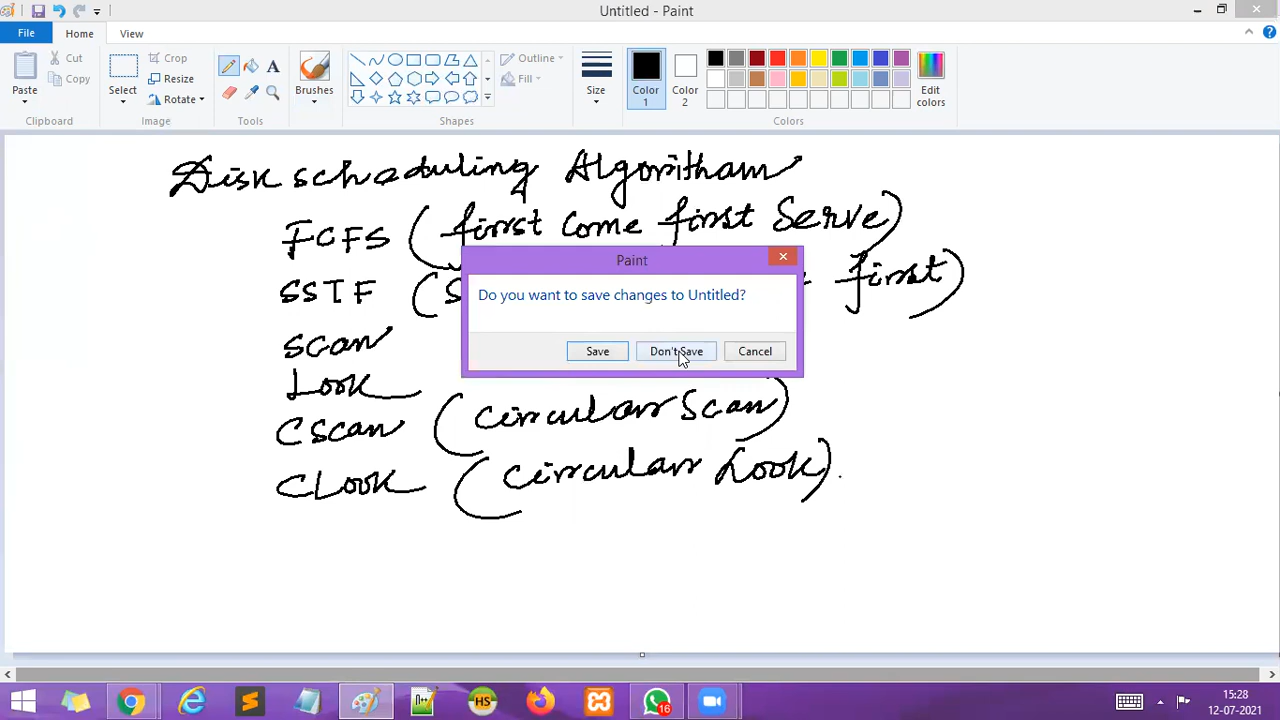 Untitled - Paint
File Home View
Paste Cut Copy Clipboard
Select Crop Resize Rotate Image
Tools
Brushes
Outline Fill Shapes
Size
Color 1 Color 2 Edit colors Colors
Disk scheduling Algoritham
FCFS (first come first Serve)
SSTF (S first)
Paint
Do you want to save changes to Untitled?
Save Don't Save Cancel
Scan
Look
CScan (Circular Scan)
CLook (Circular Look).
16
15:28
12-07-2021